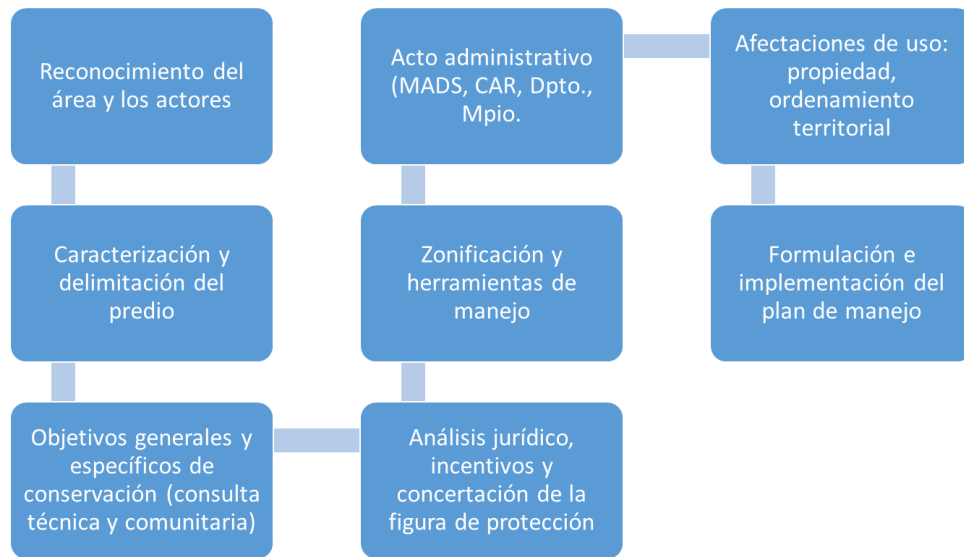 Reconocimiento del
área y los actores
Caracterización y
delimitación del
predio
Objetivos generales y
específicos de
conservación (consulta
técnica y comunitaria)
Análisis jurídico,
incentivos y
concertación de la
figura de protección
Zonificación y
herramientas de
manejo
Acto administrativo
(MADS, CAR, Dpto.,
Mpio.
Afectaciones de uso:
propiedad,
ordenamiento
territorial
Formulación e
implementación del
plan de manejo